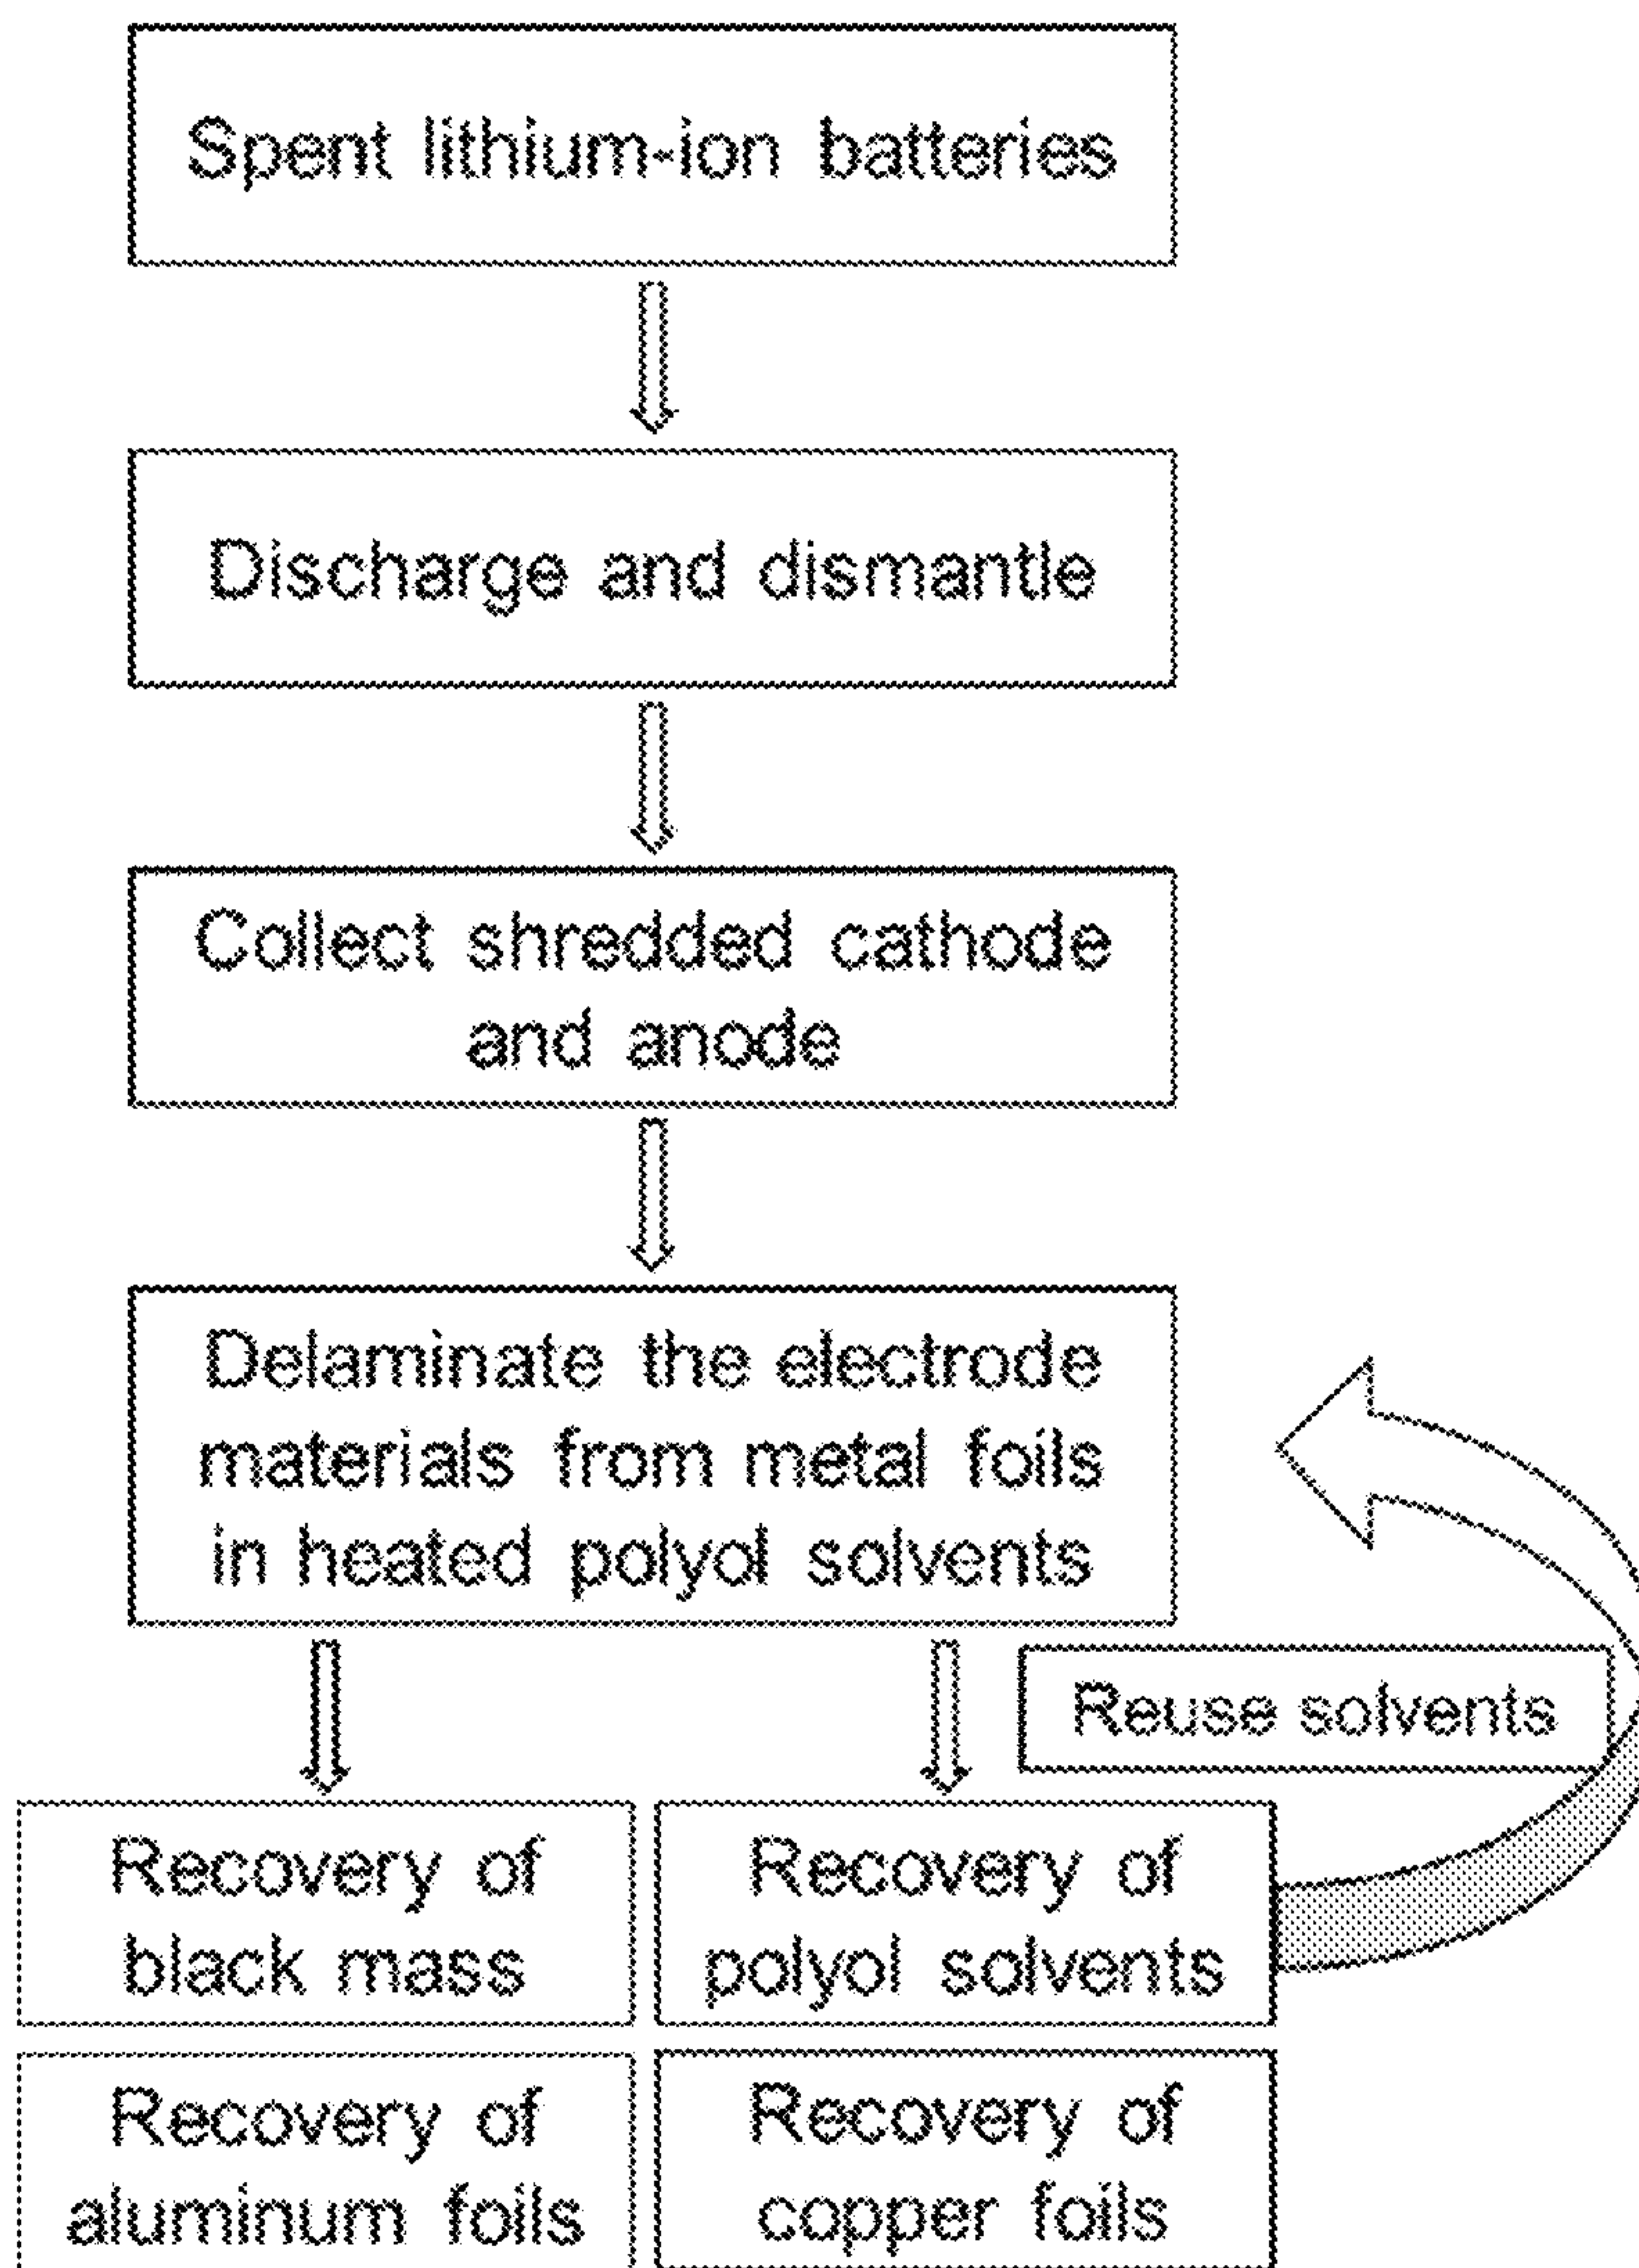 Spent lithium-ion batteries
Discharge and dismantle
Collect shredded cathode
and anode
Delaminate the electrode
materials from metal foils
in heated polyol solvents
Reuse solvents
Recovery of
black mass
Recovery of
polyol solvents
Recovery of
aluminum foils
Recovery of
copper foils